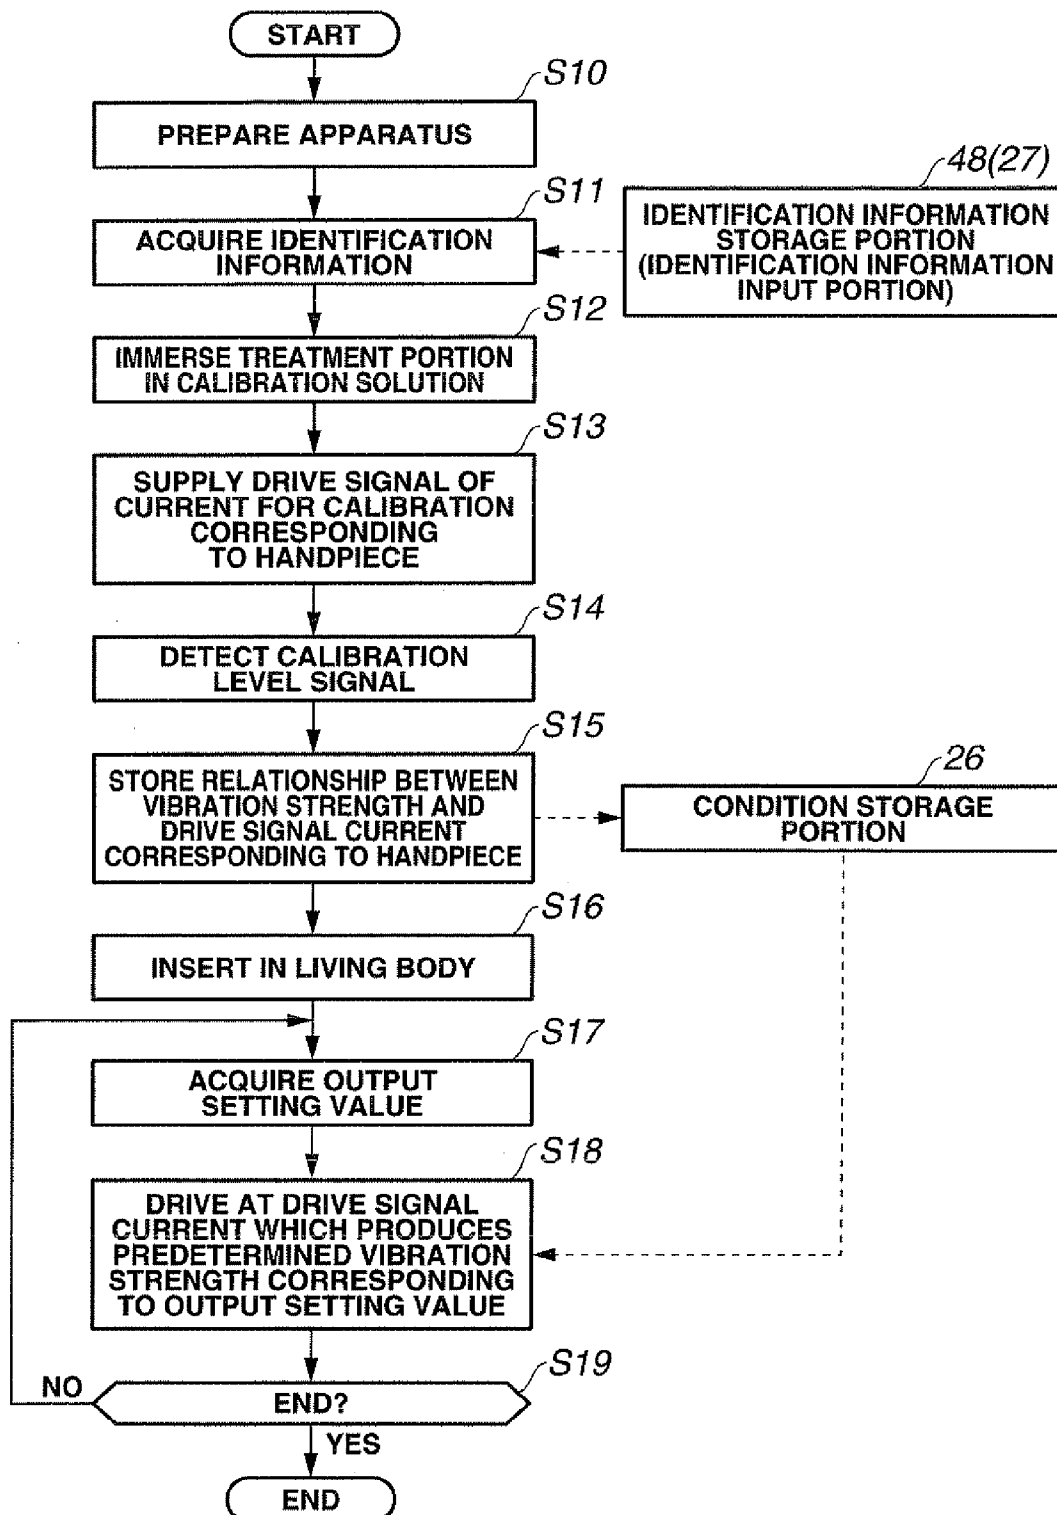 START
S10
PREPARE APPARATUS
S11
ACQUIRE IDENTIFICATION
INFORMATION
48(27)
IDENTIFICATION INFORMATION
STORAGE PORTION
(IDENTIFICATION INFORMATION
INPUT PORTION)
S12
IMMERSE TREATMENT PORTION
IN CALIBRATION SOLUTION
S13
SUPPLY DRIVE SIGNAL OF
CURRENT FOR CALIBRATION
CORRESPONDING
TO HANDPIECE
S14
DETECT CALIBRATION
LEVEL SIGNAL
S15
STORE RELATIONSHIP BETWEEN
VIBRATION STRENGTH AND
DRIVE SIGNAL CURRENT
CORRESPONDING TO HANDPIECE
26
CONDITION STORAGE
PORTION
S16
INSERT IN LIVING BODY
S17
ACQUIRE OUTPUT
SETTING VALUE
S18
DRIVE AT DRIVE SIGNAL
CURRENT WHICH PRODUCES
PREDETERMINED VIBRATION
STRENGTH CORRESPONDING
TO OUTPUT SETTING VALUE
S19
NO
END?
YES
END